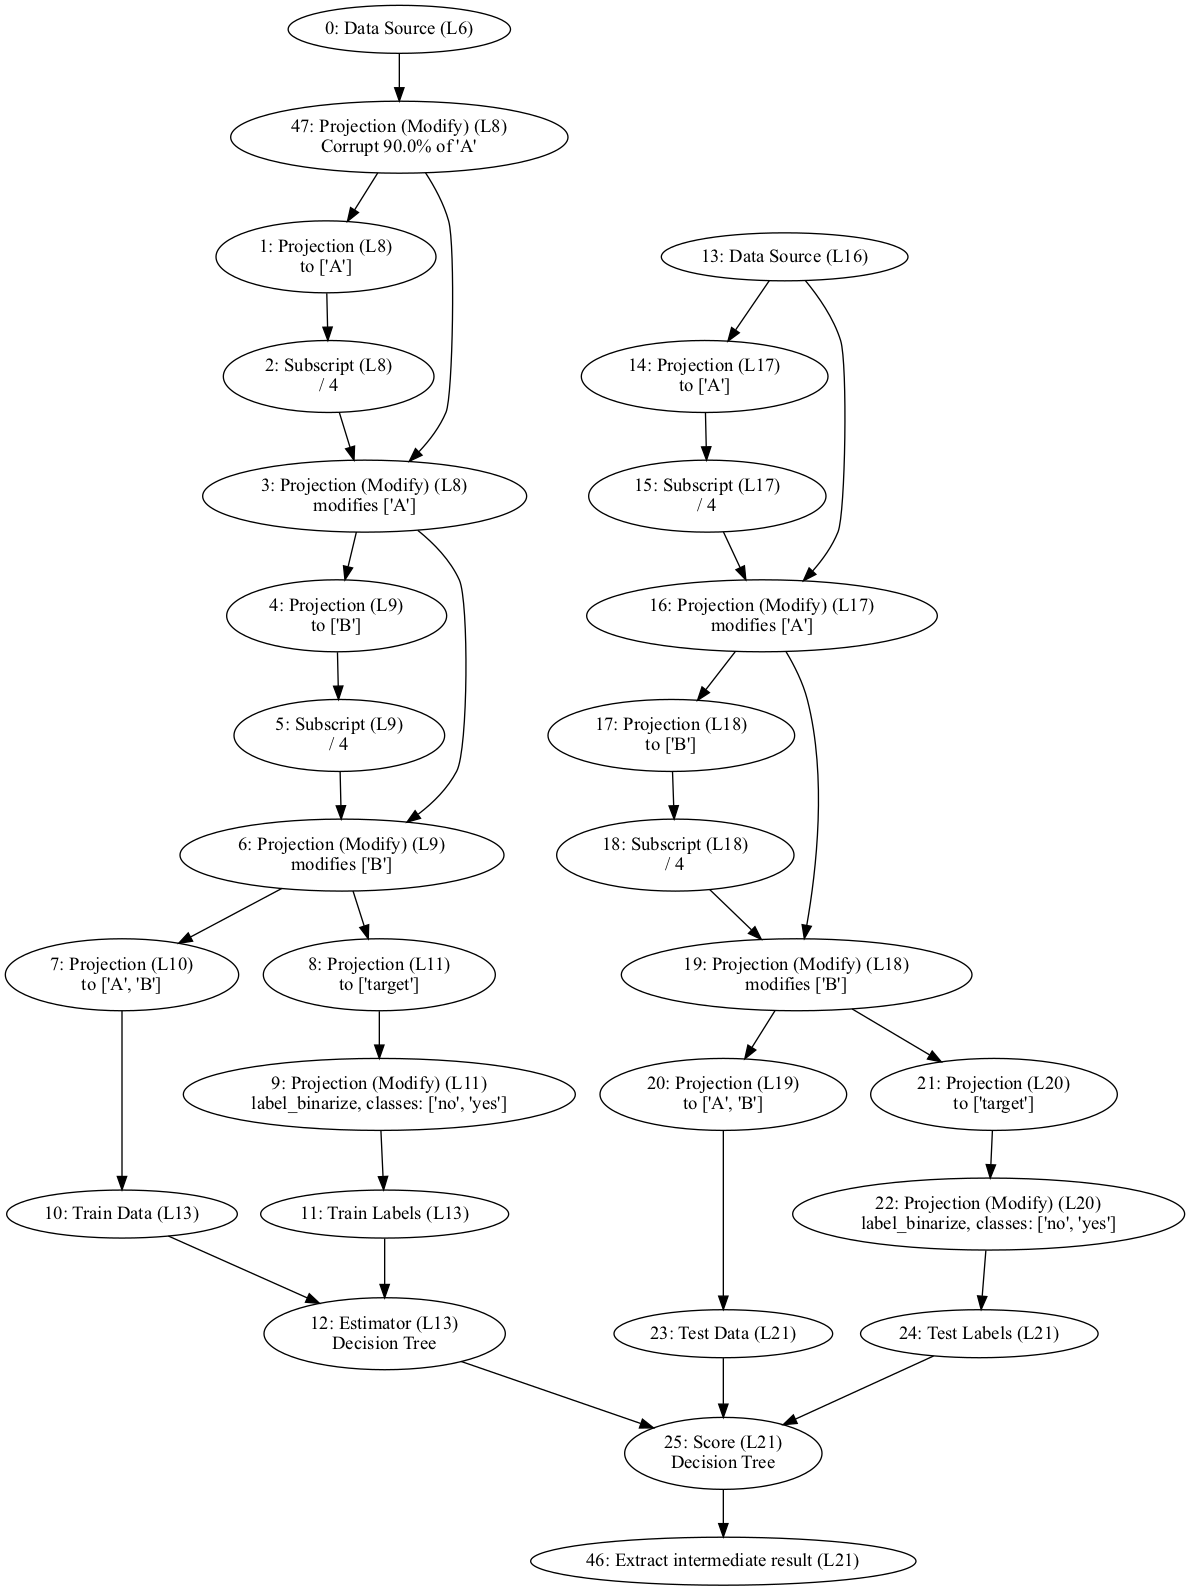 0: Data Source (L6)
47: Projection (Modify) (L8)
Corrupt 90.0% of 'A'
1: Projection (L8)
to ['A']
13: Data Source (L16)
2: Subscript (L8)
/ 4
14: Projection (L17)
to ['A']
3: Projection (Modify) (L8)
modifies ['A']
15: Subscript (L17)
/ 4
4: Projection (L9)
to ['B']
16: Projection (Modify) (L17)
modifies ['A']
5: Subscript (L9)
/ 4
17: Projection (L18)
to ['B']
6: Projection (Modify) (L9)
modifies ['B']
18: Subscript (L18)
/ 4
7: Projection (L10)
to ['A', 'B']
8: Projection (L11)
to ['target']
19: Projection (Modify) (L18)
modifies ['B']
9: Projection (Modify) (L11)
label_binarize, classes: ['no', 'yes']
20: Projection (L19)
to ['A', 'B']
21: Projection (L20)
to ['target']
10: Train Data (L13)
11: Train Labels (L13)
22: Projection (Modify) (L20)
label_binarize, classes: ['no', 'yes']
12: Estimator (L13)
Decision Tree
23: Test Data (L21)
24: Test Labels (L21)
25: Score (L21)
Decision Tree
46: Extract intermediate result (L21)